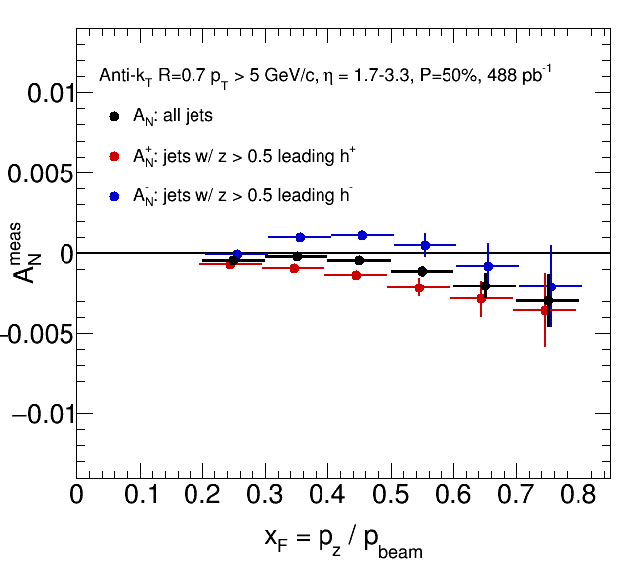 Anti-k_T R=0.7 p_T > 5 GeV/c, η = 1.7-3.3, P=50%, 488 pb^-1
A_N: all jets
A_N^+: jets w/ z > 0.5 leading h^+
A_N^-: jets w/ z > 0.5 leading h^-
0.01
0.005
0
−0.005
−0.01
A_N^meas
0 0.1 0.2 0.3 0.4 0.5 0.6 0.7 0.8
x_F = p_z / p_beam